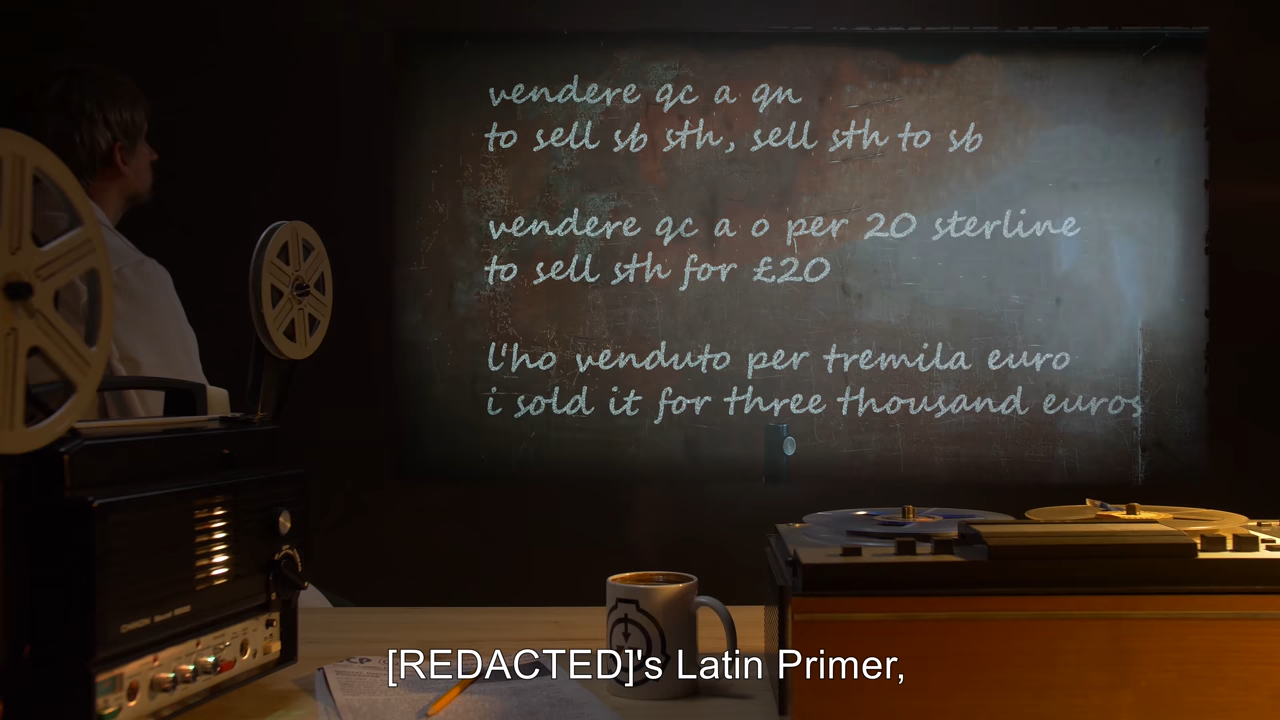 vendere qc a qn
to sell sb sth, sell sth to sb
vendere qc a o per 20 sterline
to sell sth for £20
l'ho venduto per tremila euro
i sold it for three thousand euros
[REDACTED]'s Latin Primer,